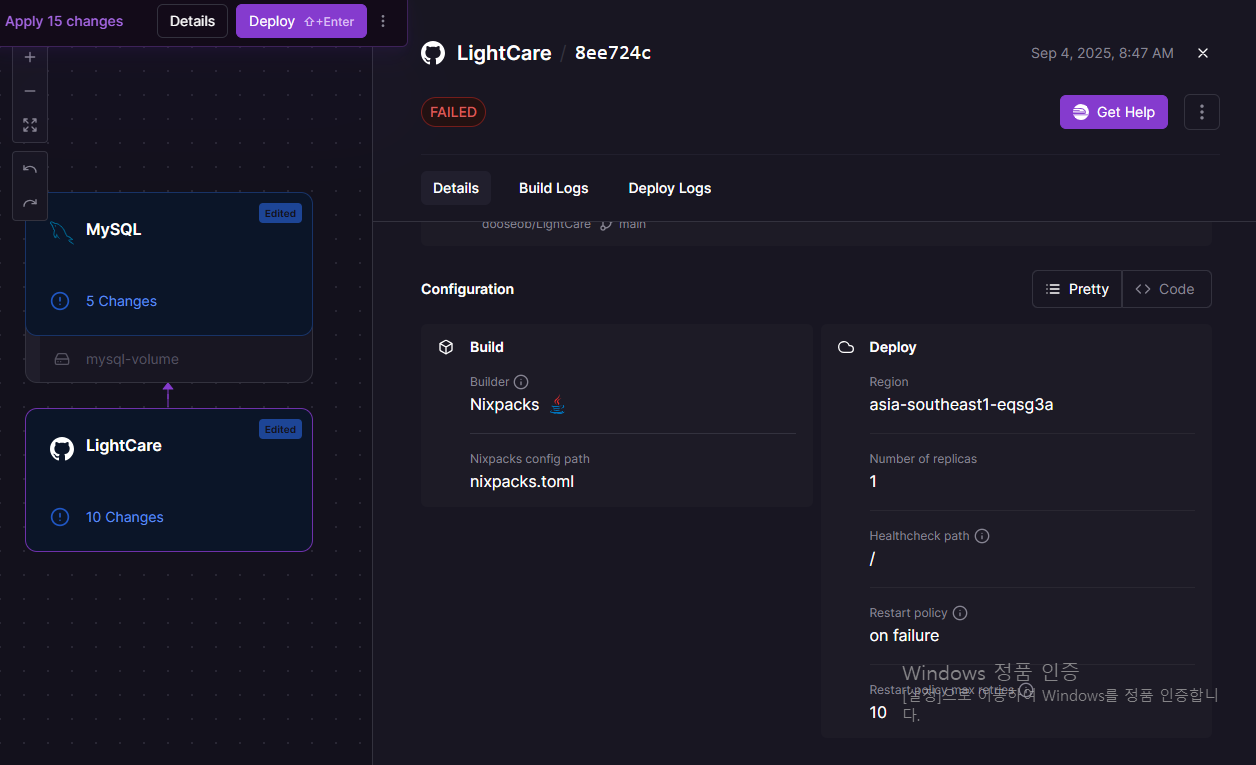 Apply 15 changes
Details
Deploy ⇧+Enter
LightCare / 8ee724c
Sep 4, 2025, 8:47 AM
FAILED
Get Help
Details
Build Logs
Deploy Logs
Edited
MySQL
5 Changes
mysql-volume
Edited
LightCare
10 Changes
dooseob/LightCare main
Configuration
Pretty
Code
Build
Builder
Nixpacks
Nixpacks config path
nixpacks.toml
Deploy
Region
asia-southeast1-eqsg3a
Number of replicas
1
Healthcheck path
/
Restart policy
on failure
Restart policy max retries
10
Windows 정품 인증
[설정]으로 이동하여 Windows를 정품 인증합니
다.